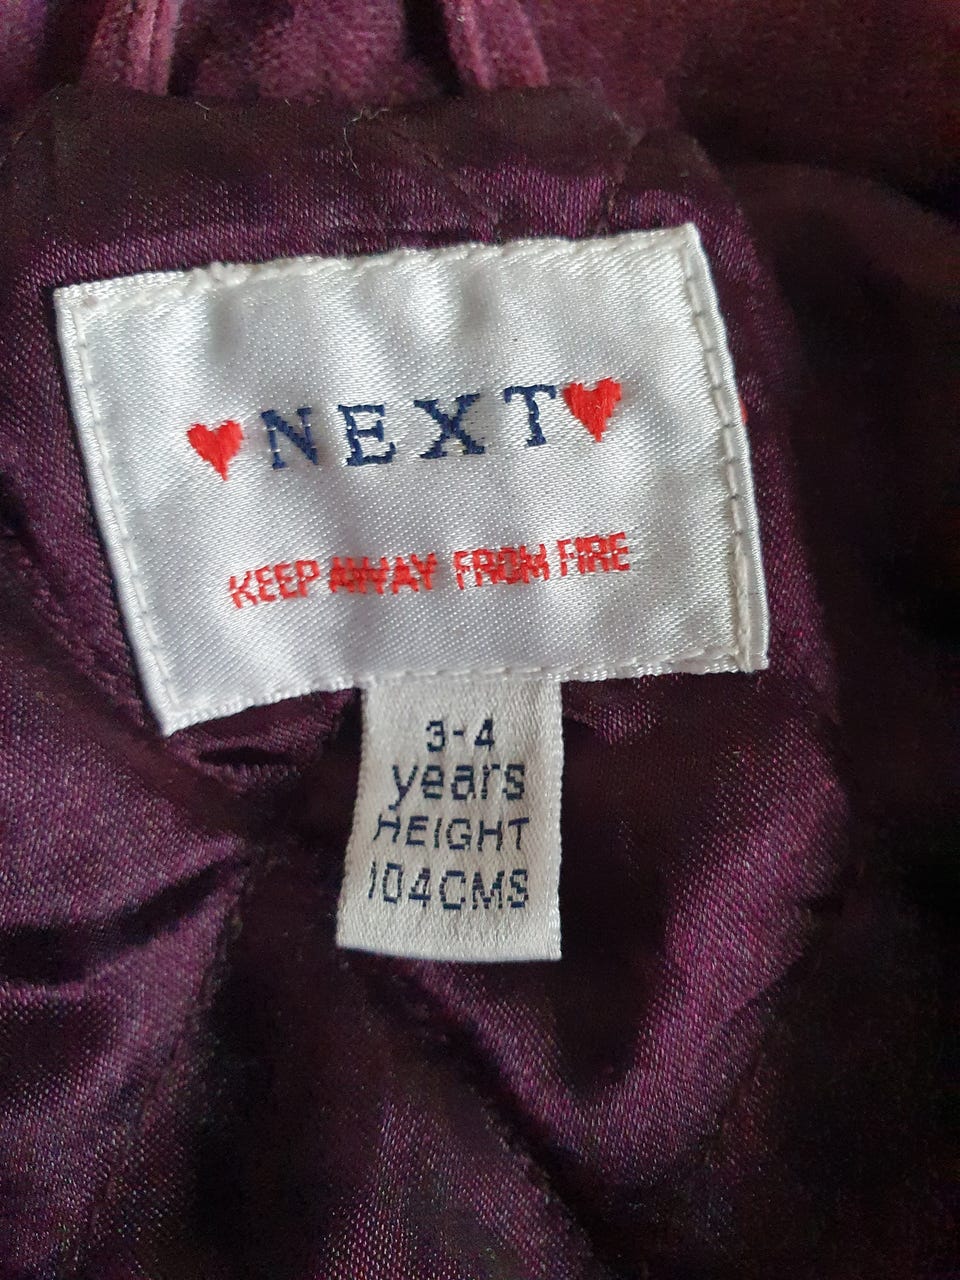 NEXT
KEEP AWAY FROM FIRE
3-4
years
HEIGHT
104CMS